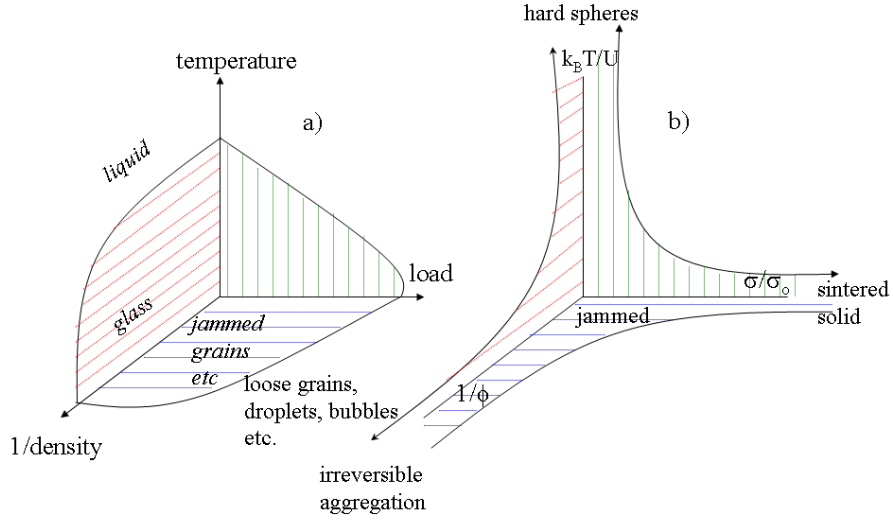 temperature
a)
liquid
glass
load
jammed
grains
etc
loose grains,
droplets, bubbles
etc.
1/density
hard spheres
k_BT/U
b)
σ/σ_o
sintered
solid
jammed
1/ϕ
irreversible
aggregation